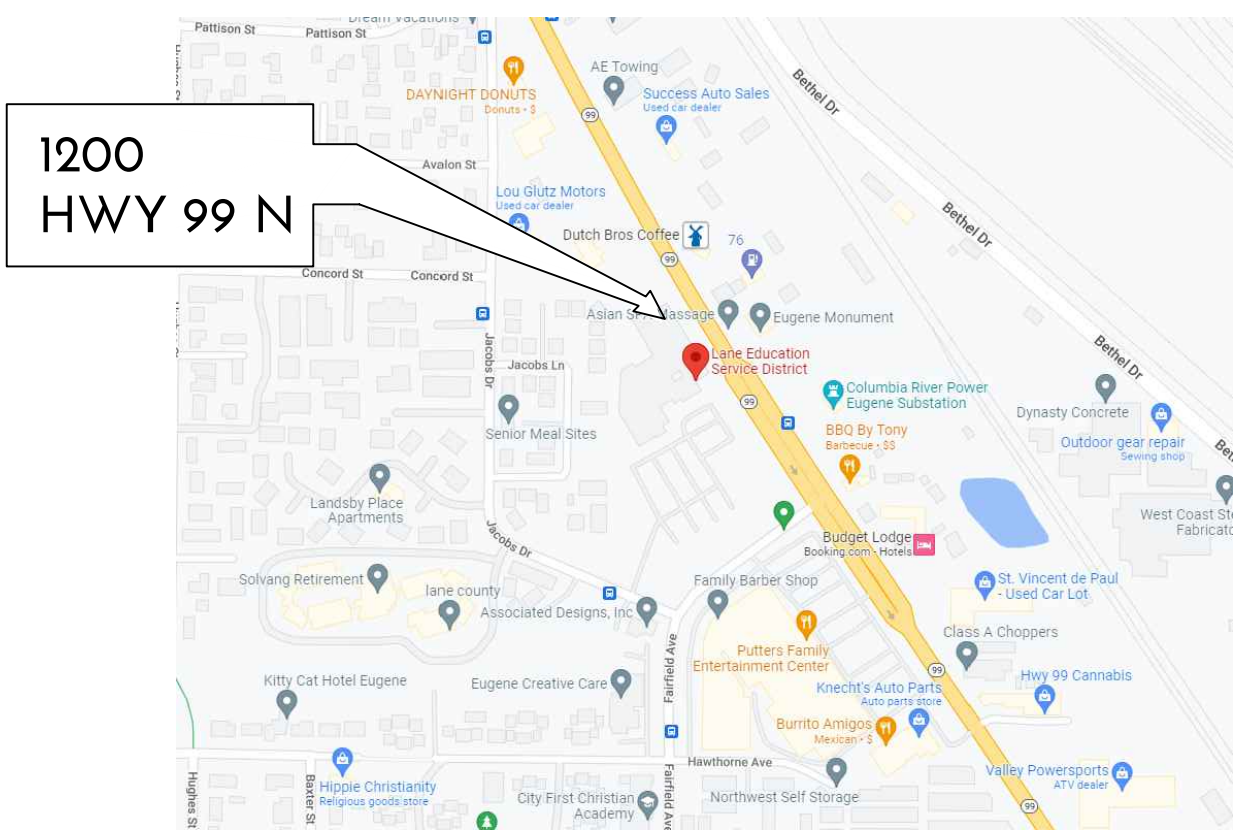 Dream Vacations
Pattison St
Pattison St
DAYNIGHT DONUTS
Donuts · $
AE Towing
Success Auto Sales
Used car dealer
Bethel Dr
99
1200
HWY 99 N
Avalon St
Lou Glutz Motors
Used car dealer
Dutch Bros Coffee
76
Bethel Dr
99
Concord St
Concord St
Asian SPA Massage
Eugene Monument
Jacobs Dr
Jacobs Ln
Lane Education
Service District
Bethel Dr
Columbia River Power
Eugene Substation
99
Dynasty Concrete
BBQ By Tony
Barbecue · $$
Outdoor gear repair
Sewing shop
Senior Meal Sites
Landsby Place
Apartments
West Coast Ste
Fabricato
Jacobs Dr
Budget Lodge
Booking.com · Hotels
Solvang Retirement
lane county
Associated Designs, Inc
Family Barber Shop
St. Vincent de Paul
- Used Car Lot
Class A Choppers
Putters Family
Entertainment Center
Fairfield Ave
99
Hwy 99 Cannabis
Kitty Cat Hotel Eugene
Eugene Creative Care
Knecht's Auto Parts
Auto parts store
Burrito Amigos
Mexican · $
Hawthorne Ave
Hughes St
Baxter St
Hippie Christianity
Religious goods store
City First Christian
Academy
Fairfield Ave
Northwest Self Storage
Valley Powersports
ATV dealer
99